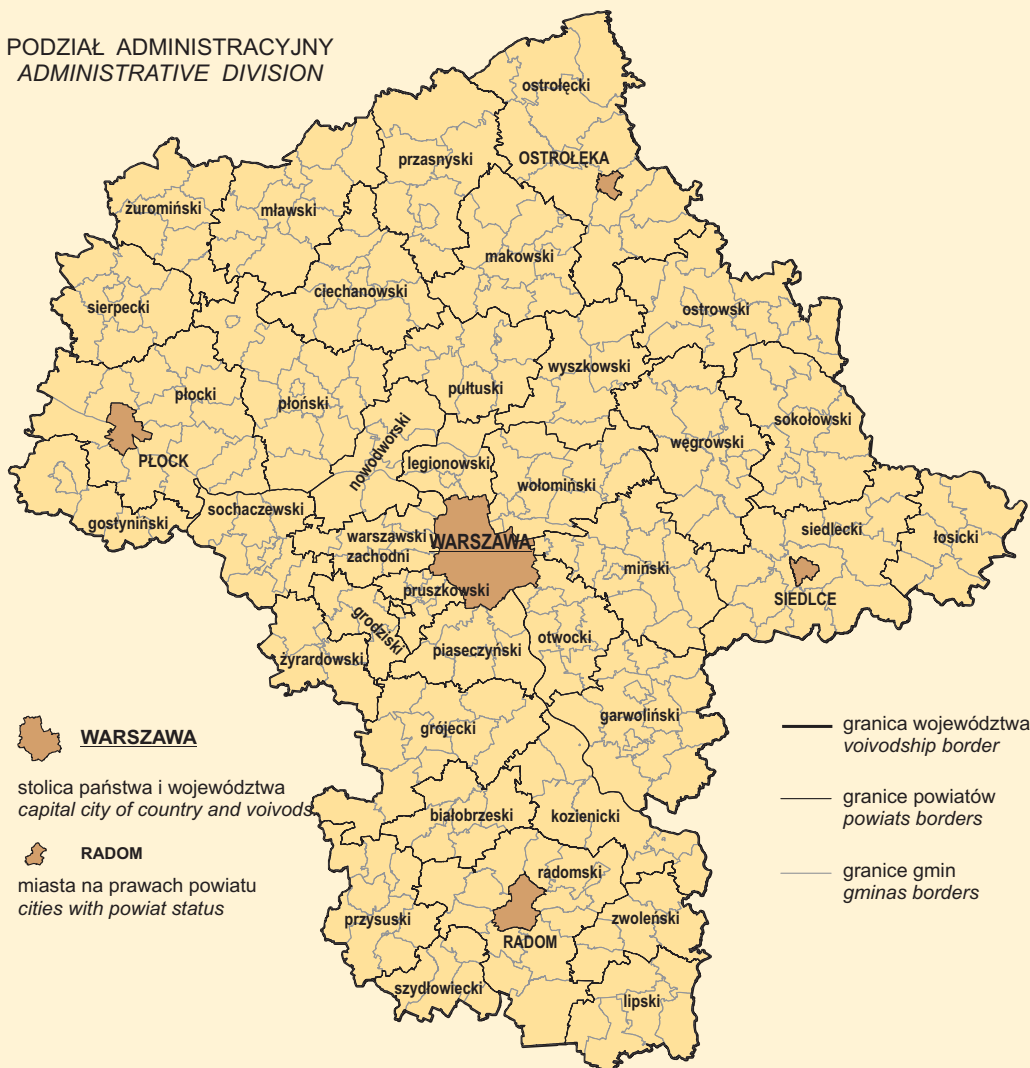 PODZIAŁ ADMINISTRACYJNY
ADMINISTRATIVE DIVISION
ostrołęcki
przasnyski
OSTROŁĘKA
żuromiński
mławski
makowski
ciechanowski
sierpecki
ostrowski
wyszkowski
płocki
płoński
pułtuski
sokołowski
nowodworski
węgrowski
PŁOCK
legionowski
wołomiński
gostyniński
sochaczewski
siedlecki
warszawski
zachodni
WARSZAWA
łosicki
miński
pruszkowski
SIEDLCE
grodziski
otwocki
piaseczyński
żyrardowski
garwoliński
grójecki
białobrzeski
kozienicki
radomski
przysuski
zwoleński
RADOM
szydłowiecki
lipski
WARSZAWA
stolica państwa i województwa
capital city of country and voivods
RADOM
miasta na prawach powiatu
cities with powiat status
granica województwa
voivodship border
granice powiatów
powiats borders
granice gmin
gminas borders